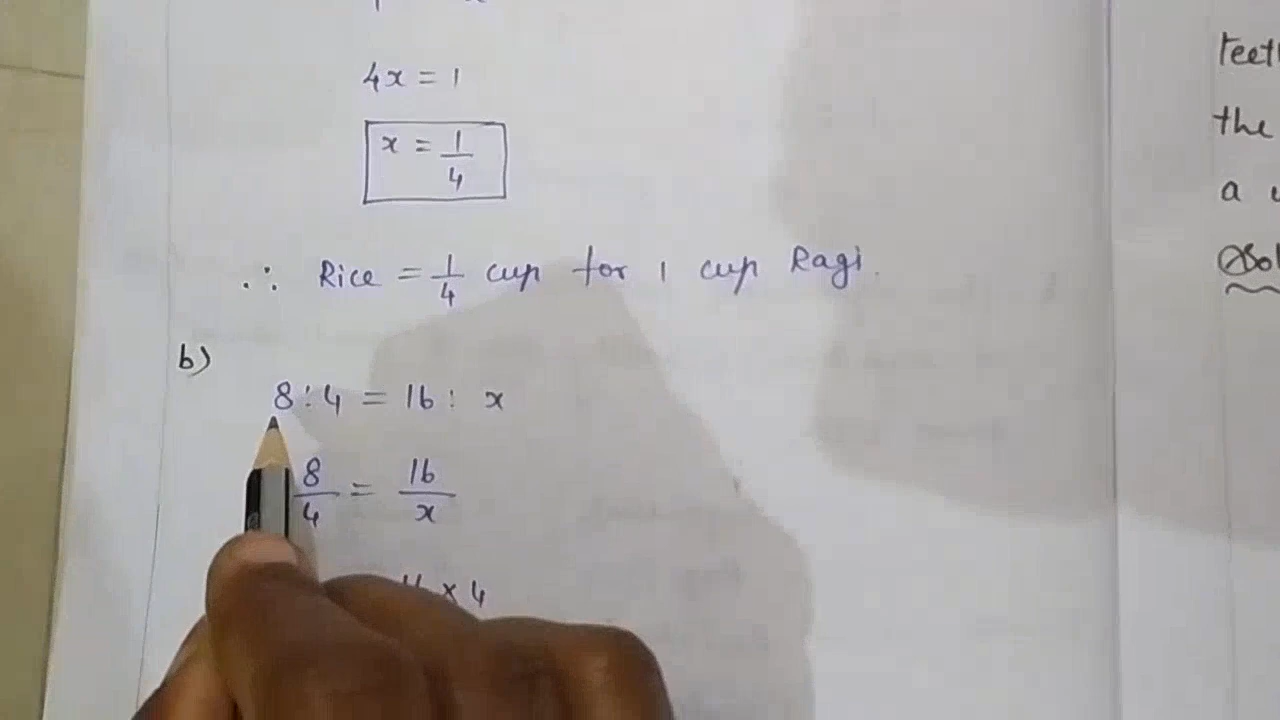 4x = 1
x = 1/4
∴ Rice = 1/4 cup for 1 cup Ragi.
b)
8 : 4 = 16 : x
8/4 = 16/x
× 4
the
a